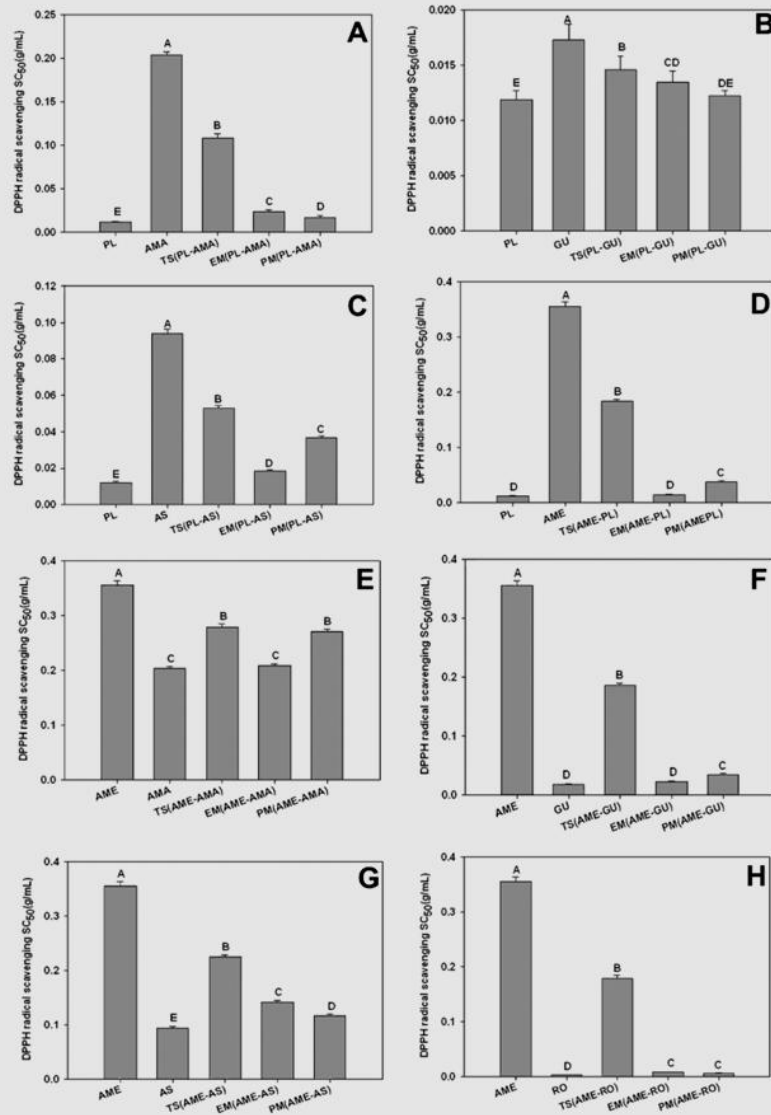 A
DPPH radical scavenging SC50(g/mL)
0.25
0.20
0.15
0.10
0.05
0.00
E
A
B
C
D
PL
AMA
TS(PL-AMA)
EM(PL-AMA)
PM(PL-AMA)
B
DPPH radical scavenging SC50(g/mL)
0.020
0.015
0.010
0.005
0.000
E
A
B
CD
DE
PL
GU
TS(PL-GU)
EM(PL-GU)
PM(PL-GU)
C
DPPH radical scavenging SC50(g/mL)
0.12
0.10
0.08
0.06
0.04
0.02
0.00
E
A
B
D
C
PL
AS
TS(PL-AS)
EM(PL-AS)
PM(PL-AS)
D
DPPH radical scavenging SC50(g/mL)
0.4
0.3
0.2
0.1
0.0
D
A
B
D
C
PL
AME
TS(AME-PL)
EM(AME-PL)
PM(AMEPL)
E
DPPH radical scavenging SC50(g/mL)
0.4
0.3
0.2
0.1
0.0
A
C
B
C
B
AME
AMA
TS(AME-AMA)
EM(AME-AMA)
PM(AME-AMA)
F
DPPH radical scavenging SC50(g/mL)
0.4
0.3
0.2
0.1
0.0
A
D
B
D
C
AME
GU
TS(AME-GU)
EM(AME-GU)
PM(AME-GU)
G
DPPH radical scavenging SC50(g/mL)
0.4
0.3
0.2
0.1
0.0
A
E
B
C
D
AME
AS
TS(AME-AS)
EM(AME-AS)
PM(AME-AS)
H
DPPH radical scavenging SC50(g/mL)
0.4
0.3
0.2
0.1
0.0
A
D
B
C
C
AME
RO
TS(AME-RO)
EM(AME-RO)
PM(AME-RO)